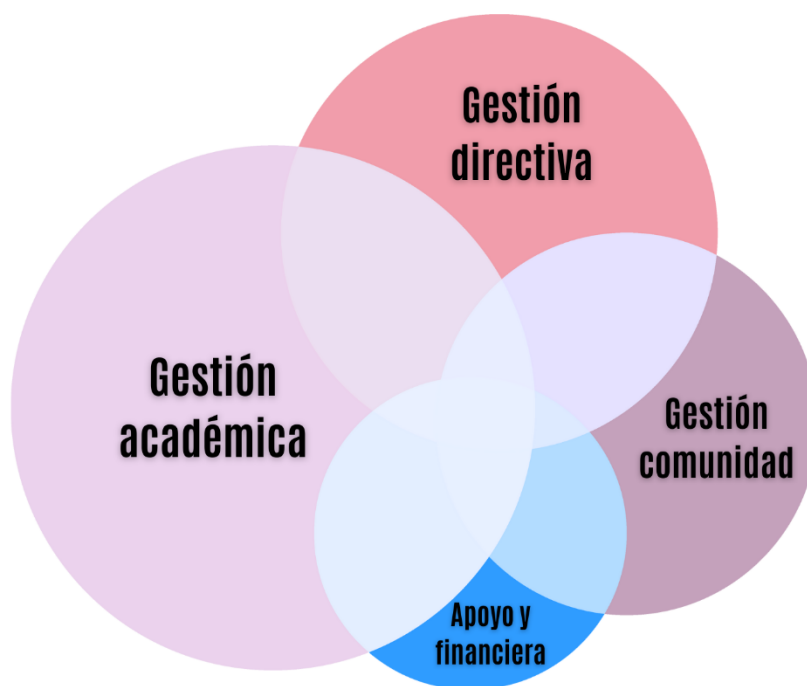 Gestión
directiva
Gestión
académica
Gestión
comunidad
Apoyo y
financiera